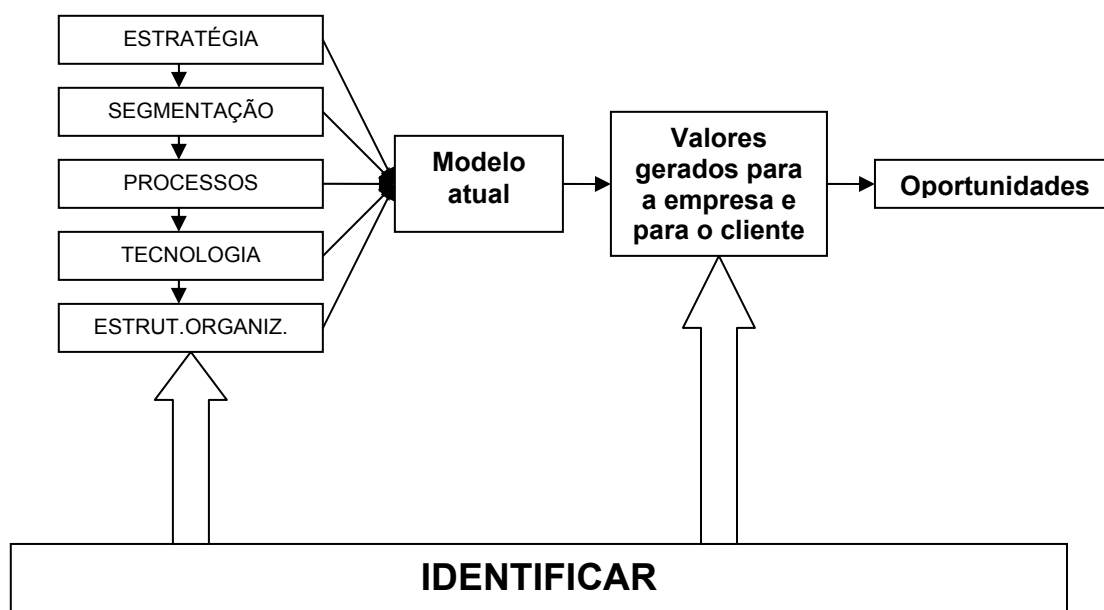 ESTRATÉGIA
SEGMENTAÇÃO
PROCESSOS
TECNOLOGIA
ESTRUT.ORGANIZ.
Modelo
atual
Valores
gerados para
a empresa e
para o cliente
Oportunidades
IDENTIFICAR